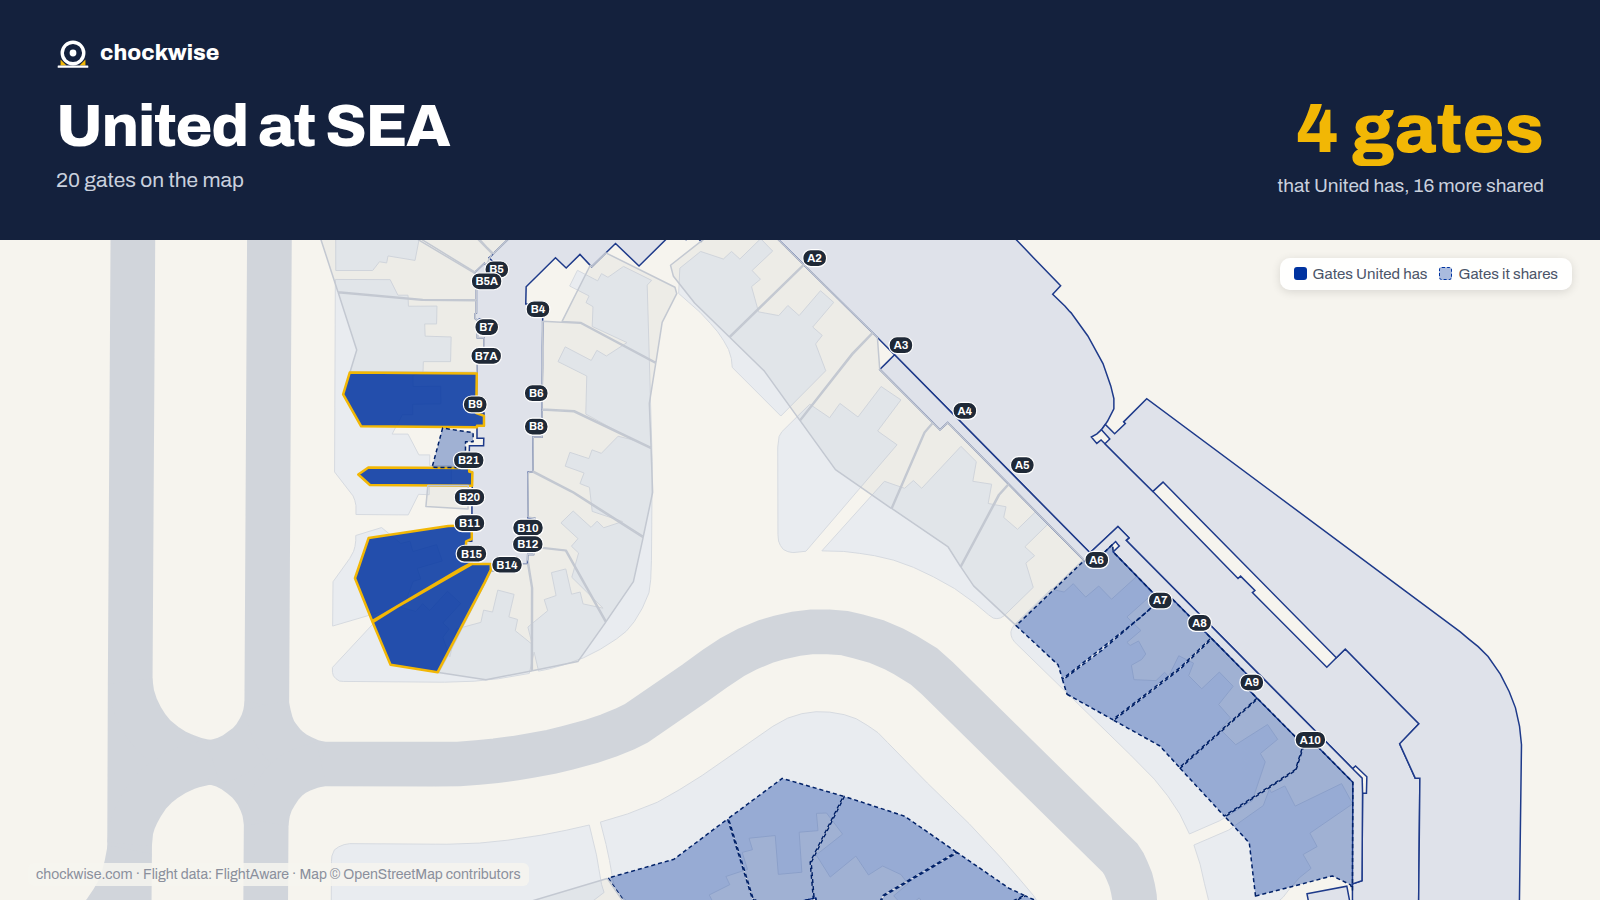 chockwise
United at SEA
20 gates on the map
4 gates
that United has, 16 more shared
Gates United has
Gates it shares
A2
B5
B5A
B4
B7
A3
B7A
B6
B9
A4
B8
B21
A5
B20
B11
B10
B12
B15
A6
B14
A7
A8
A9
A10
chockwise.com · Flight data: FlightAware · Map © OpenStreetMap contributors